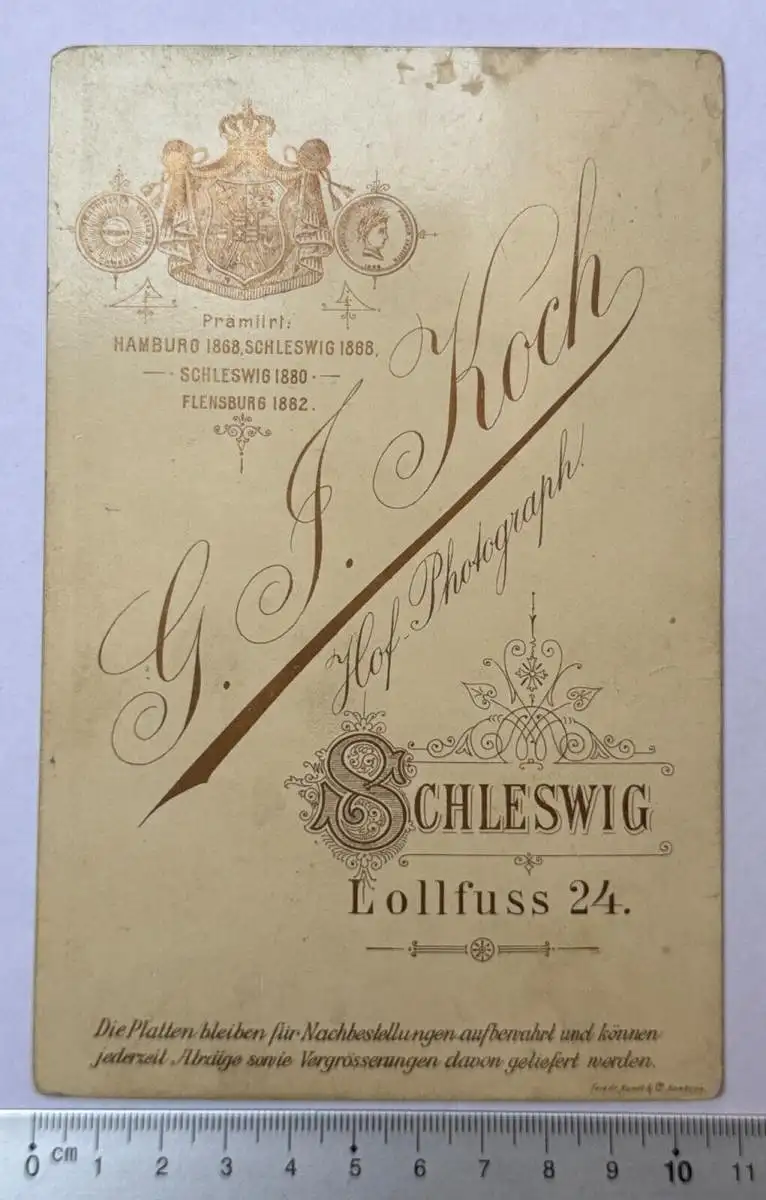 Prämiirt:
HAMBURG 1868, SCHLESWIG 1868,
SCHLESWIG 1880
FLENSBURG 1882.
G. J. Koch
Hof-Photograph.
SCHLESWIG
Lollfuss 24.
Die Platten bleiben für Nachbestellungen aufbewahrt und können
jederzeit Abzüge sowie Vergrösserungen davon geliefert werden.
0 cm 1 2 3 4 5 6 7 8 9 10 11